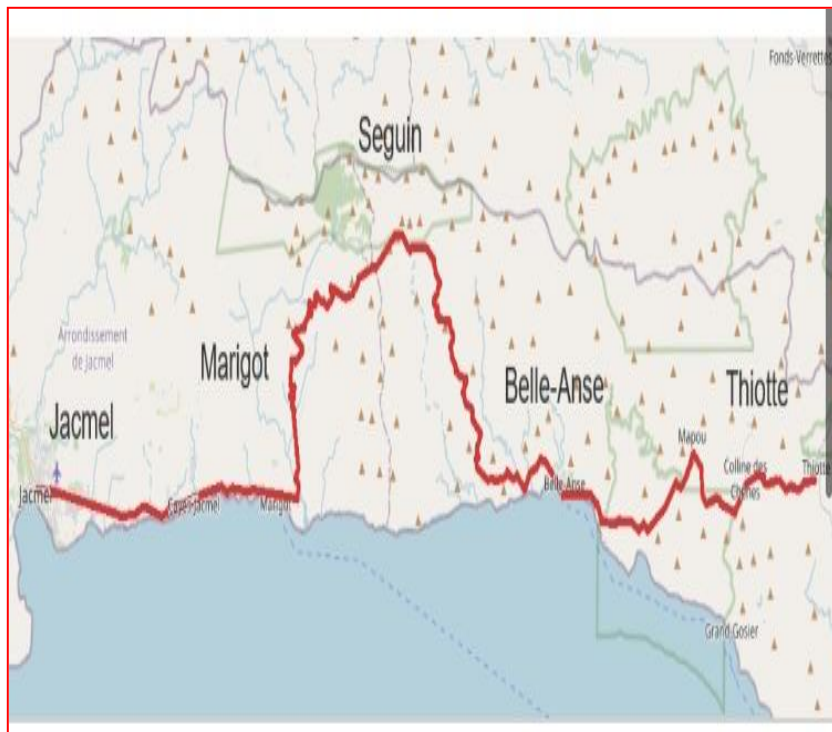 Fonds-Verrettes
Seguin
Arrondissement
de Jacmel
Marigot
Belle-Anse
Thiotte
Jacmel
Mapou
Colline des
Chênes
Thiotte
Belle-Anse
Jacmel
Cayes-Jacmel
Marigot
Grand-Gosier